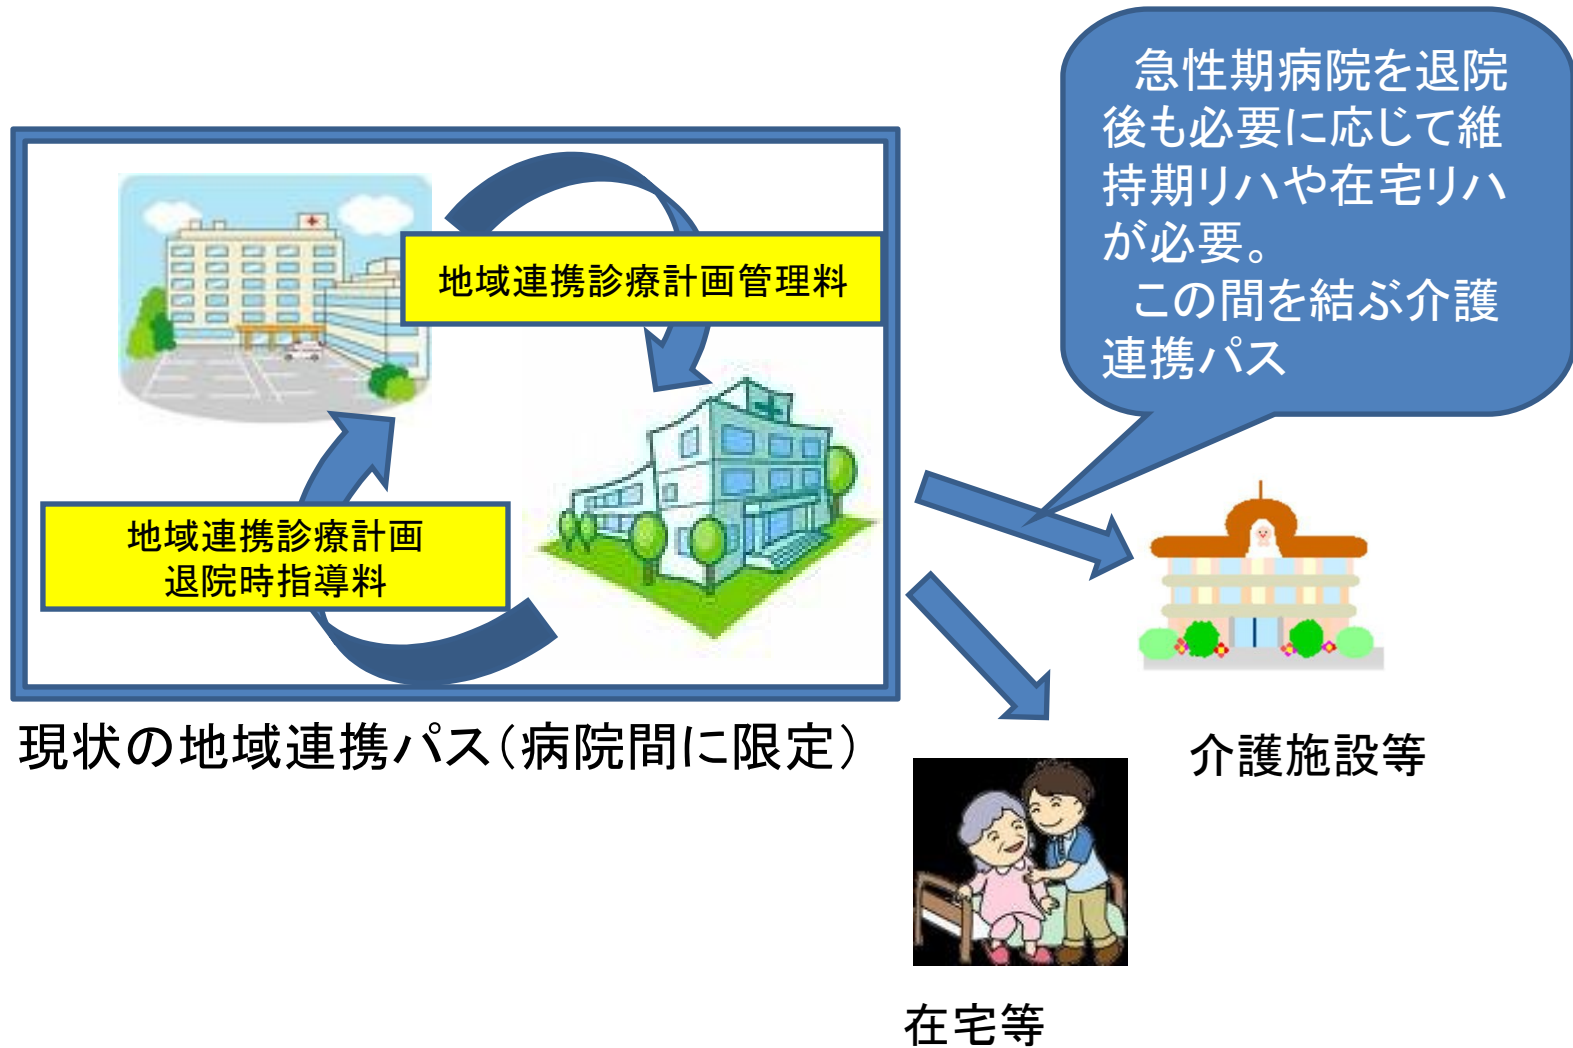 急性期病院を退院
後も必要に応じて維
持期リハや在宅リハ
が必要。
この間を結ぶ介護
連携パス
地域連携診療計画管理料
地域連携診療計画
退院時指導料
現状の地域連携パス（病院間に限定）
介護施設等
在宅等